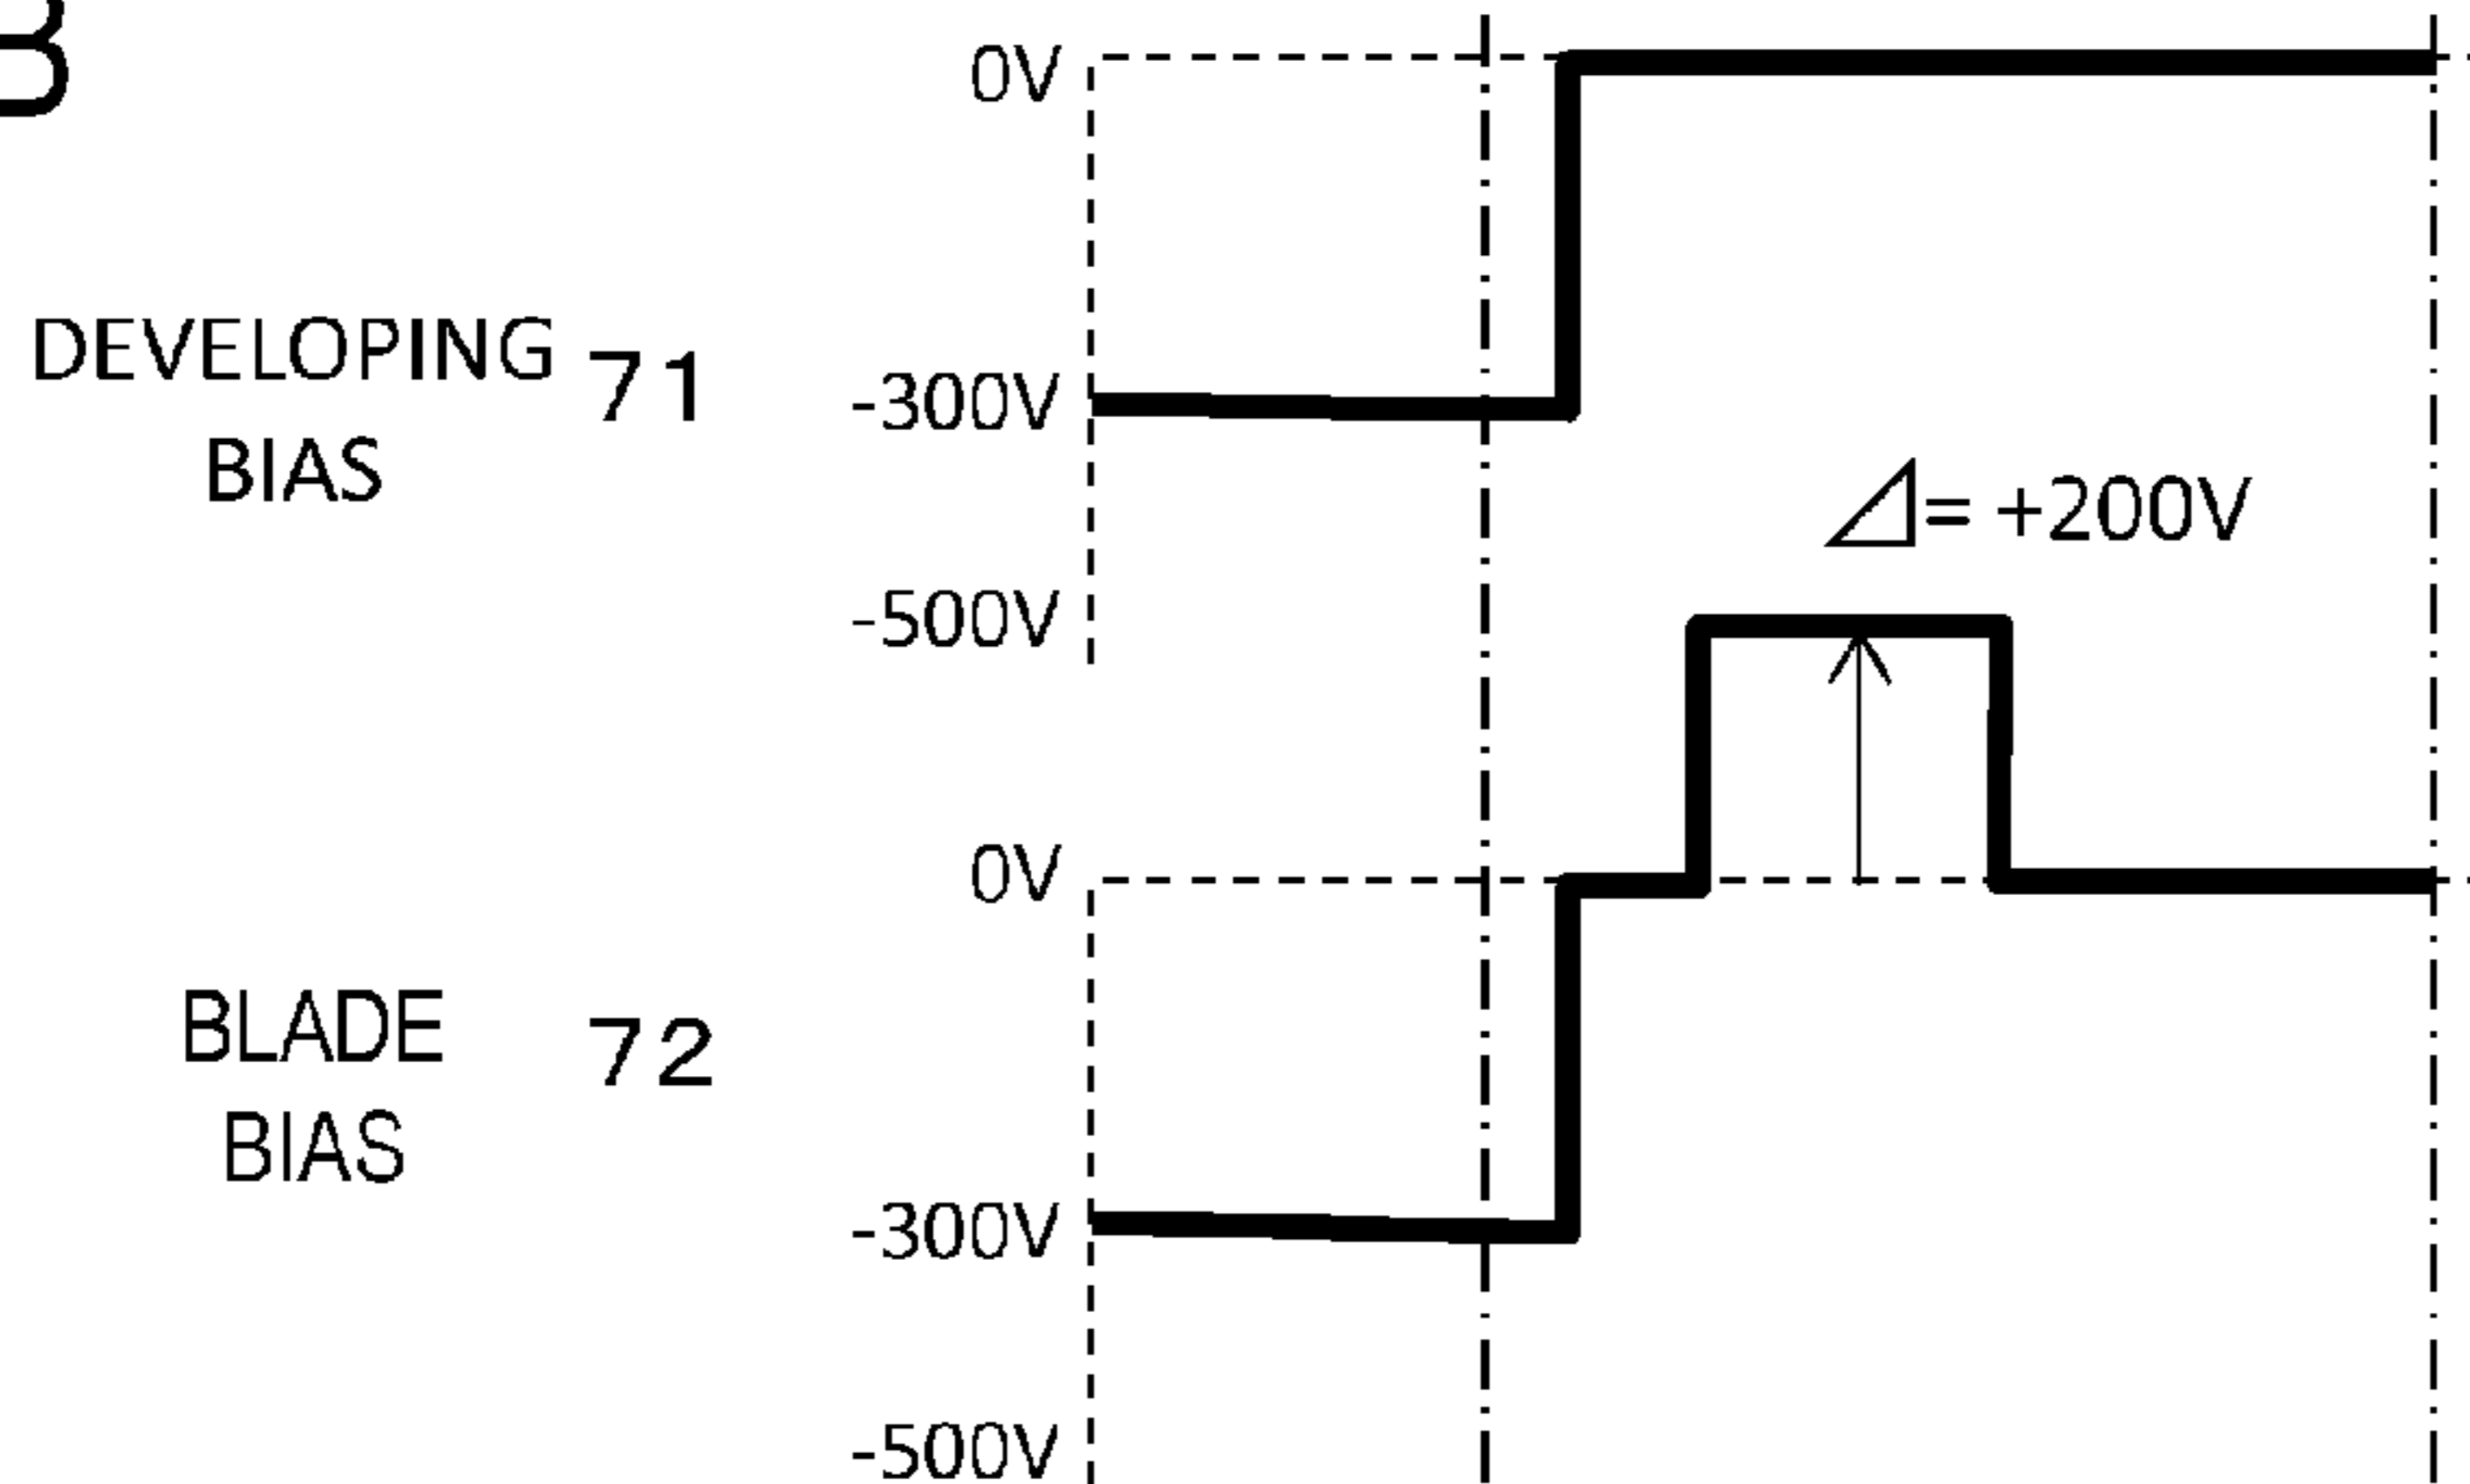 B
0V
DEVELOPING 71
BIAS
-300V
⊿= +200V
-500V
0V
BLADE 72
BIAS
-300V
-500V